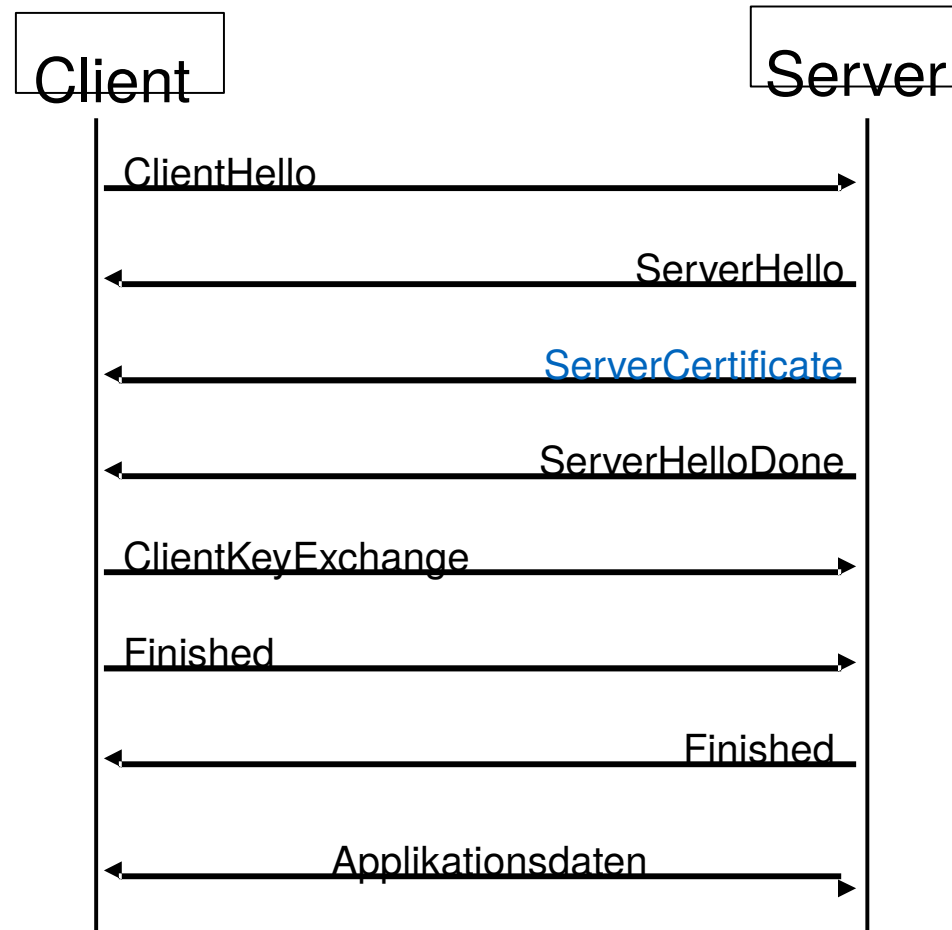 Client
Server
ClientHello
ServerHello
ServerCertificate
ServerHelloDone
ClientKeyExchange
Finished
Finished
Applikationsdaten